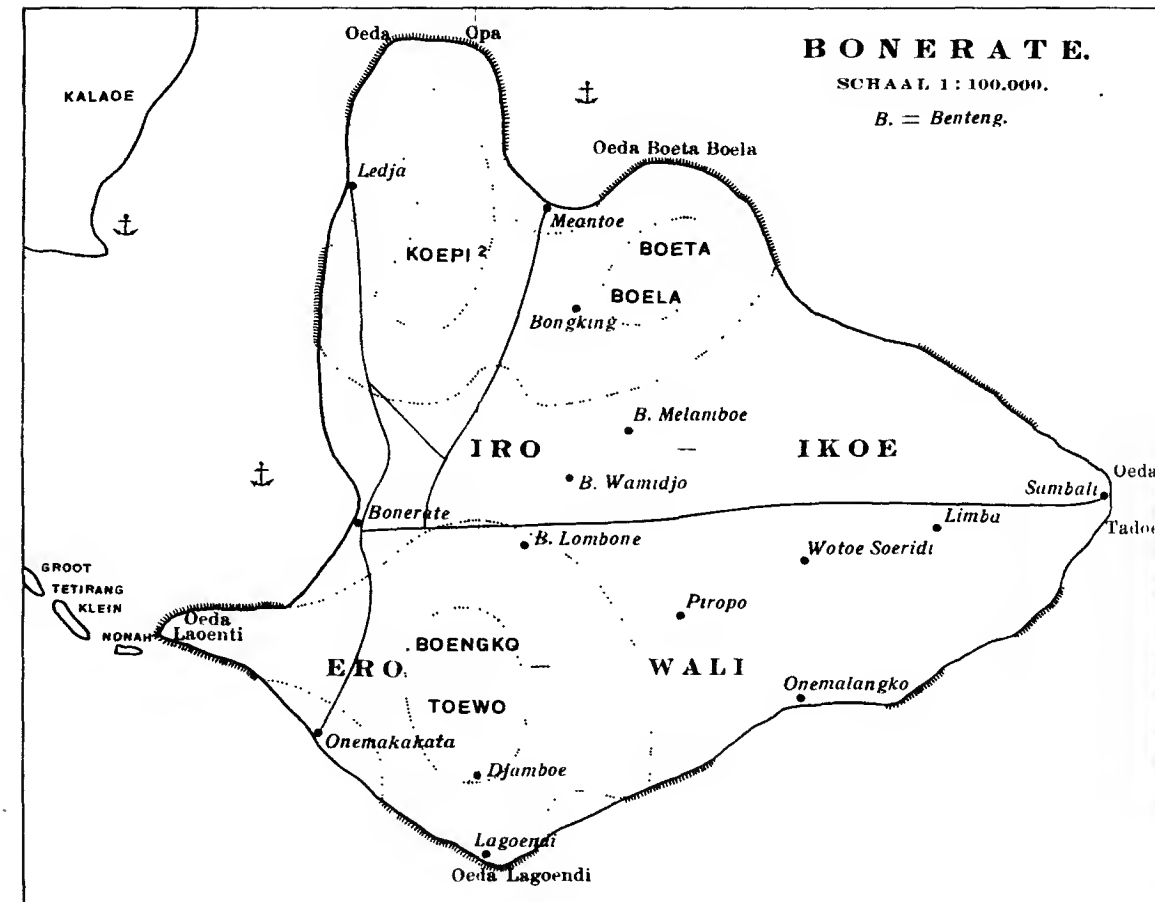 Oeda Opa
BONERATE.
SCHAAL 1 : 100.000.
B. = Benteng.
KALAOE
Oeda Boeta Boela
Ledja
Meantoe
KOEPI 2
BOETA
BOELA
Bongking
B. Melamboe
IRO — IKOE
B. Wamidjo
Oeda
Sumbali
Tadoe
Bonerate
Limba
B. Lombone
Wotoe Soeridi
GROOT
TETIRANG
KLEIN
NONAH
Oeda
Laoenti
Piropo
BOENGKO
ERO — WALI
Onemalangko
TOEWO
Onemakakata
Djamboe
Lagoendi
Oeda Lagoendi